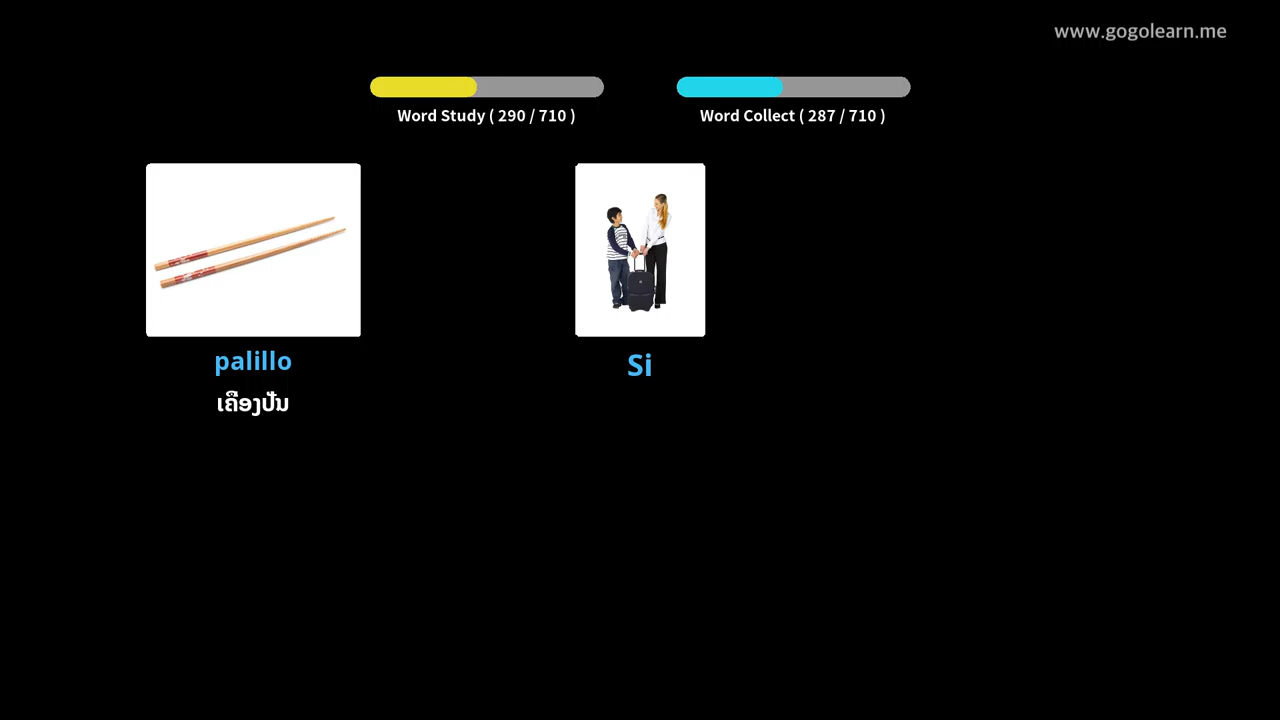 www.gogolearn.me
Word Study ( 290 / 710 )
Word Collect ( 287 / 710 )
palillo
ເຄື່ອງປັ່ນ
Si